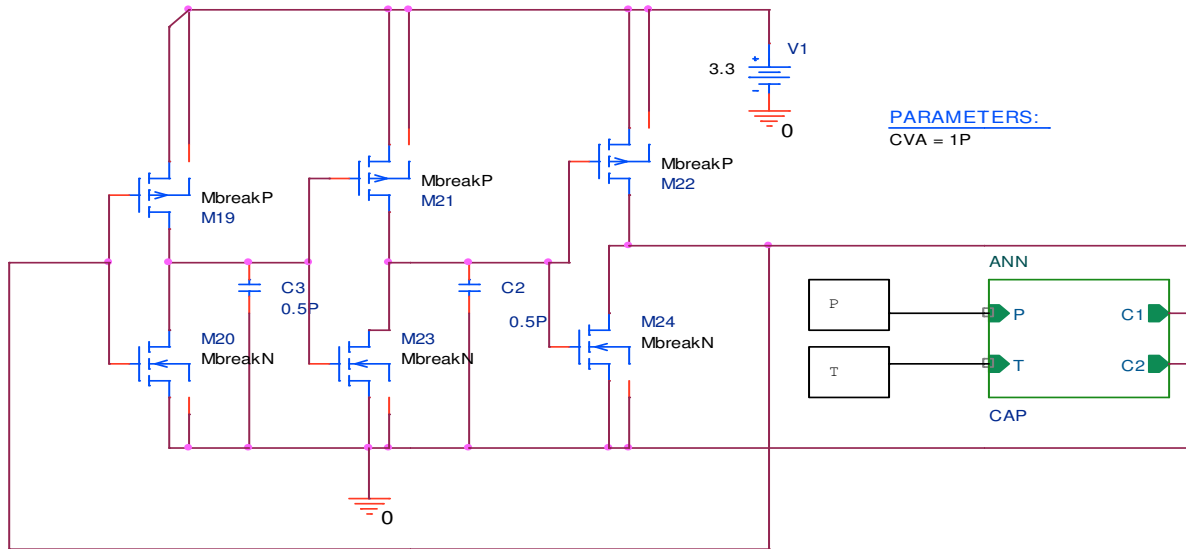 V1
3.3
0
PARAMETERS:
CVA = 1P
MbreakP
M19
MbreakP
M21
MbreakP
M22
C3
0.5P
C2
0.5P
M20
MbreakN
M23
MbreakN
M24
MbreakN
ANN
P
P
C1
T
T
C2
CAP
0